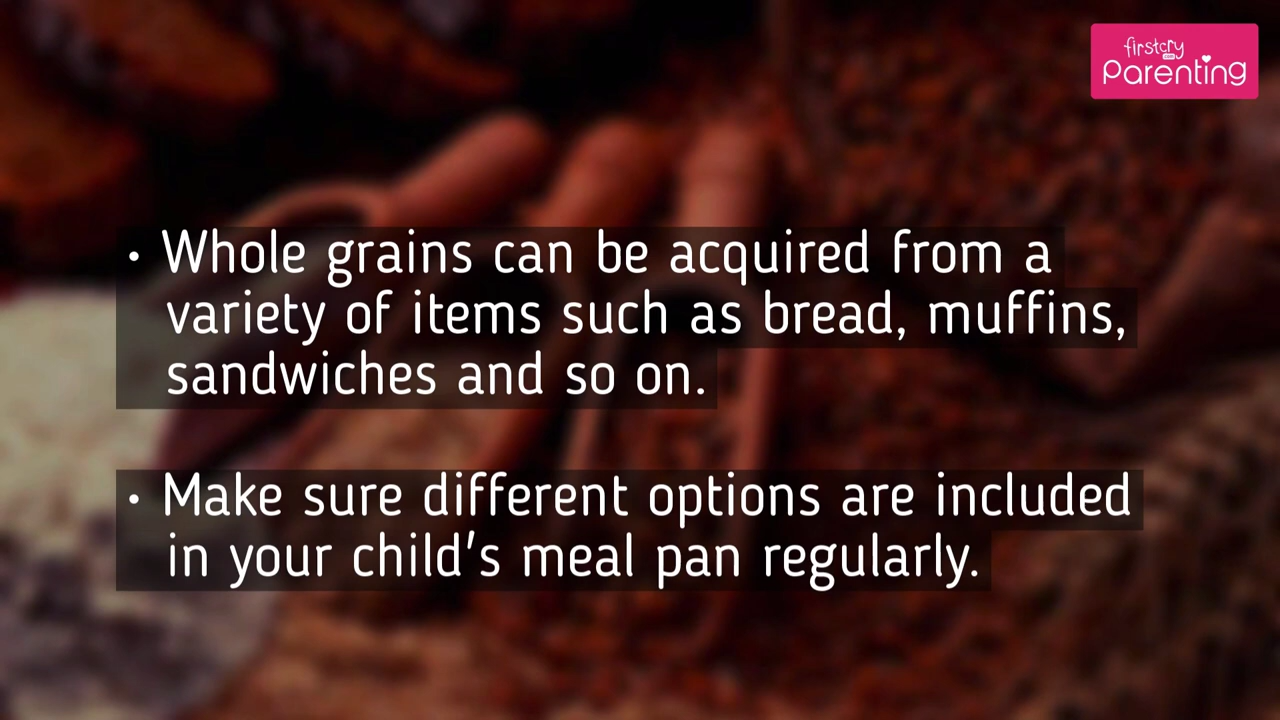 firstcry
.com
Parenting
• Whole grains can be acquired from a
variety of items such as bread, muffins,
sandwiches and so on.
• Make sure different options are included
in your child's meal pan regularly.